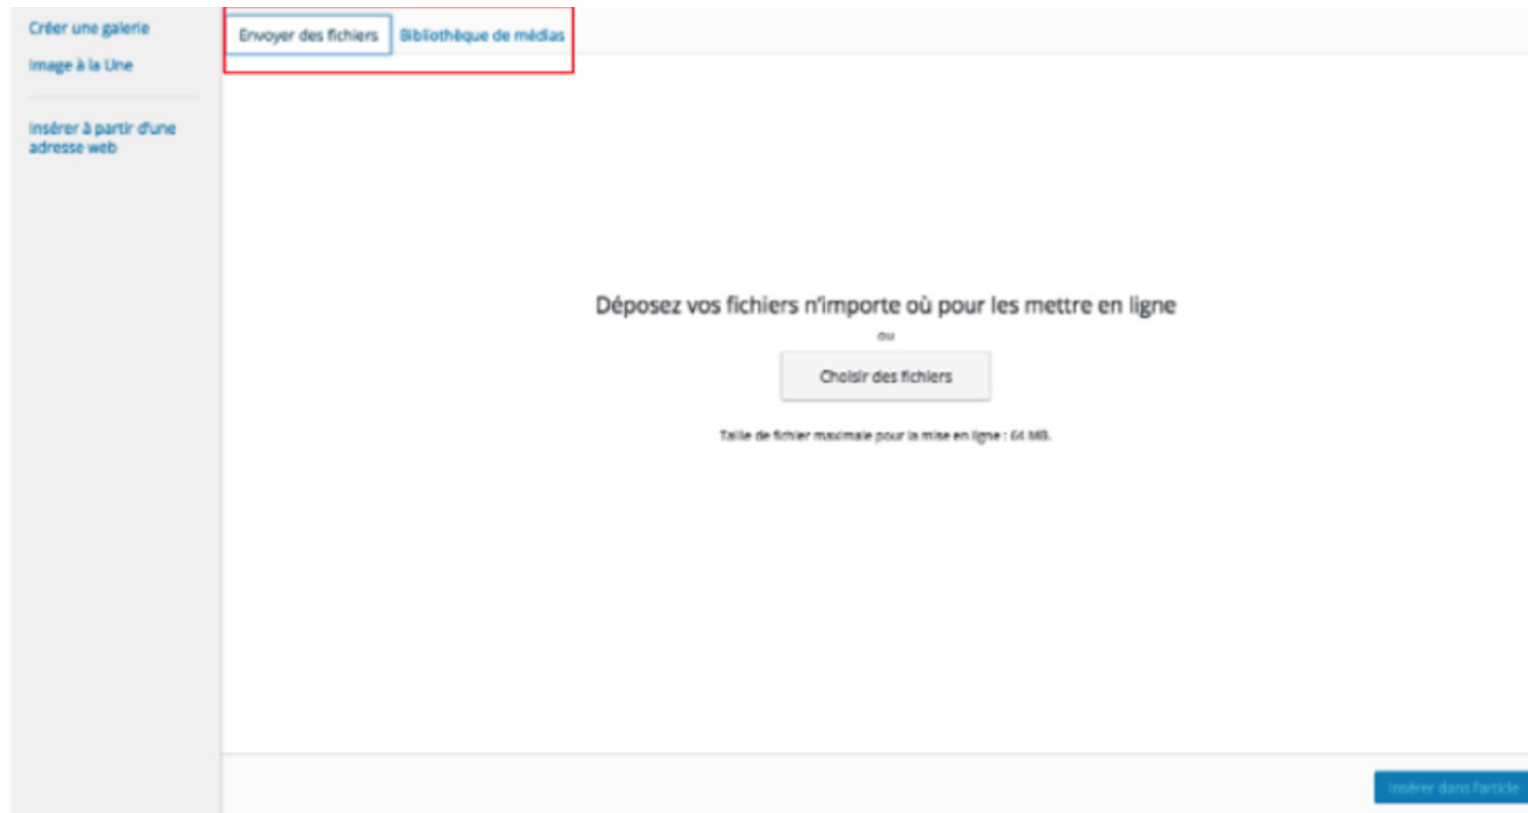 Créer une galerie
Image à la Une
Insérer à partir d'une
adresse web
Envoyer des fichiers
Bibliothèque de médias
Déposez vos fichiers n'importe où pour les mettre en ligne
ou
Choisir des fichiers
Taille de fichier maximale pour la mise en ligne : 64 MB.
Insérer dans l'article